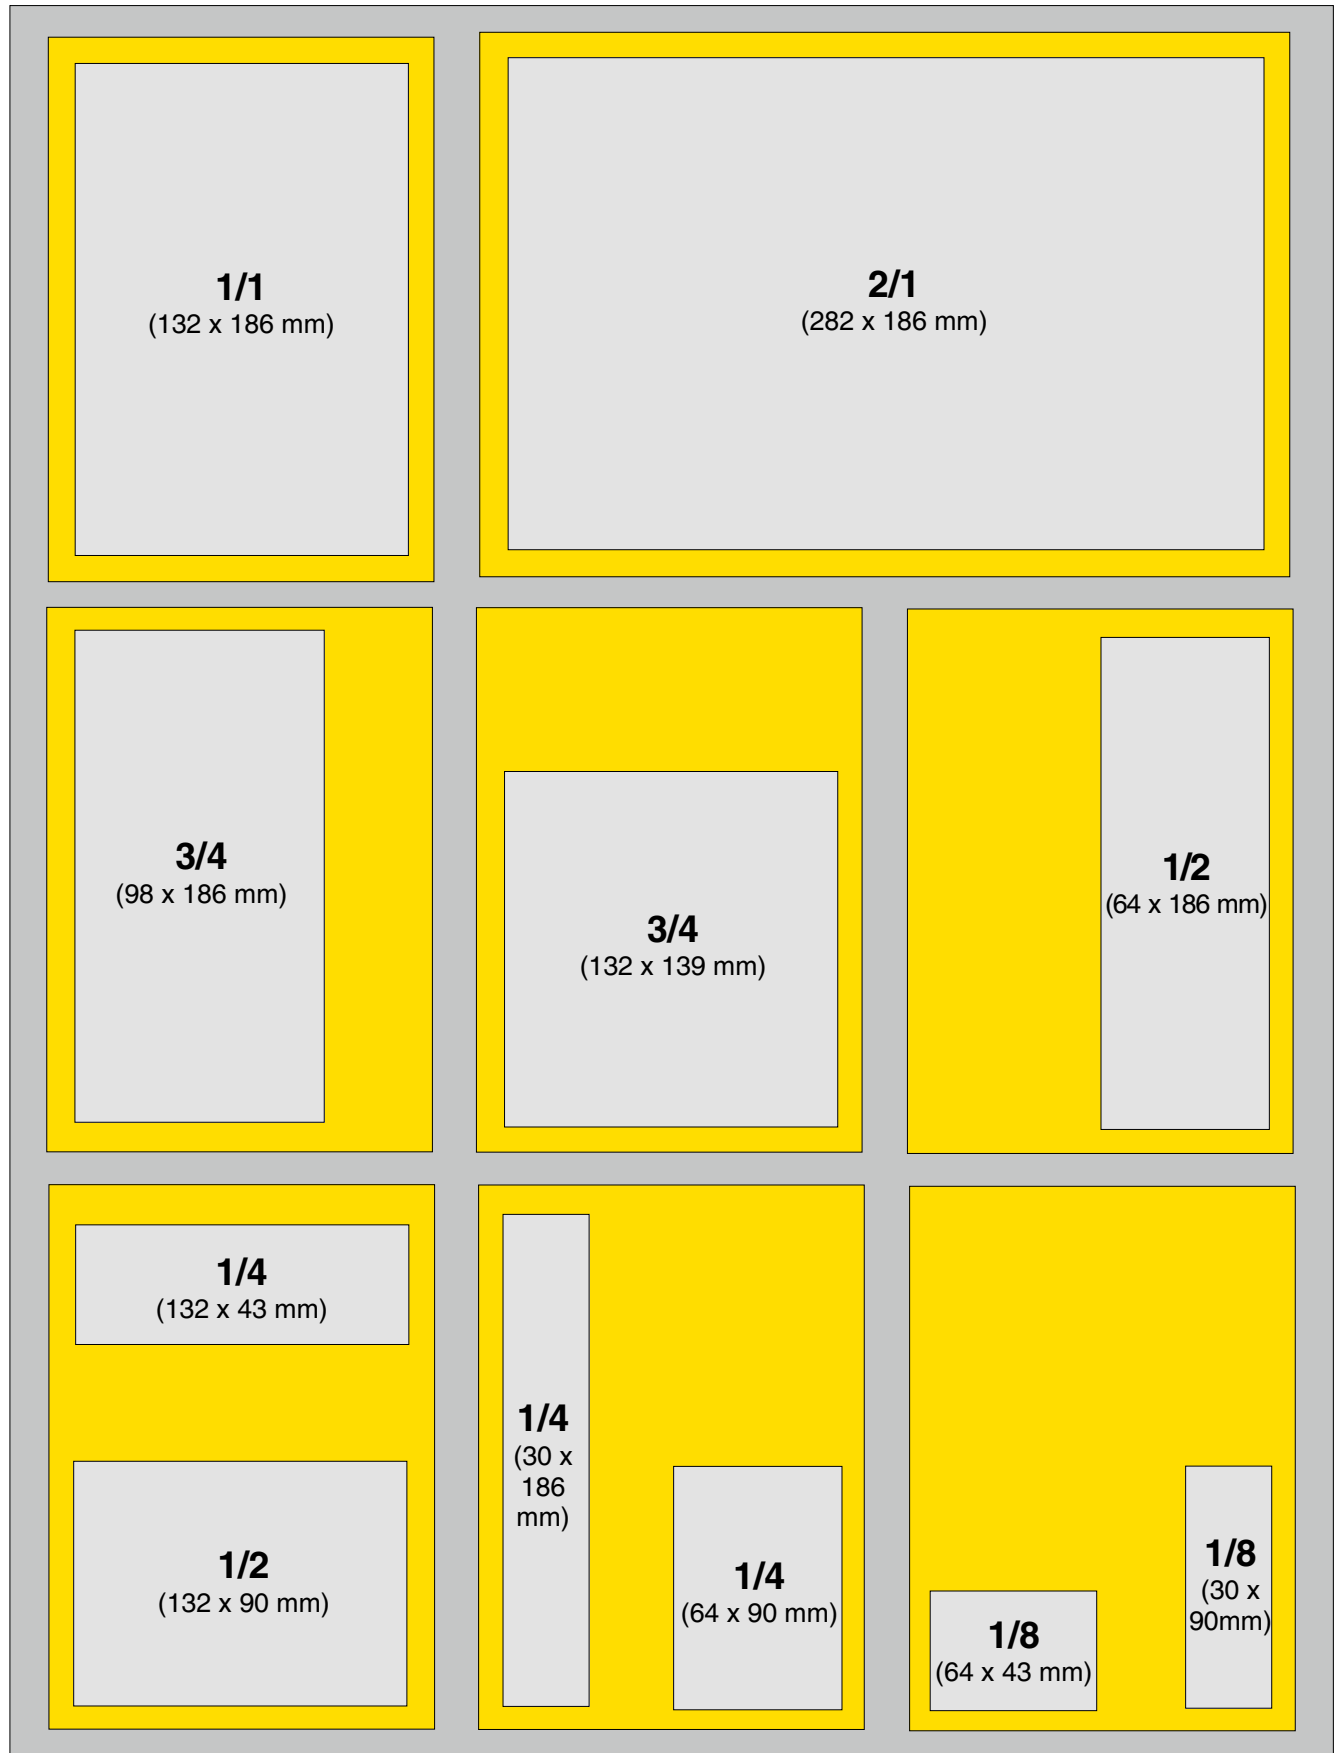 1/1
(132 x 186 mm)
2/1
(282 x 186 mm)
3/4
(98 x 186 mm)
3/4
(132 x 139 mm)
1/2
(64 x 186 mm)
1/4
(132 x 43 mm)
1/2
(132 x 90 mm)
1/4
(30 x
186
mm)
1/4
(64 x 90 mm)
1/8
(64 x 43 mm)
1/8
(30 x
90mm)